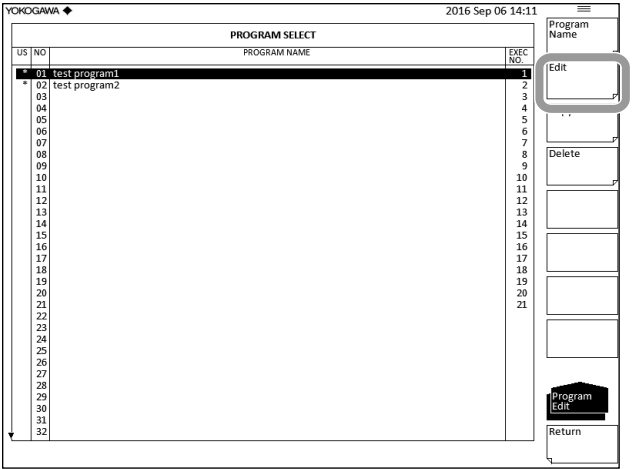 YOKOGAWA ◆ 2016 Sep 06 14:11
PROGRAM SELECT
US NO PROGRAM NAME EXEC NO.
* 01 test program1 1
* 02 test program2 2
03 3
04 4
05 5
06 6
07 7
08 8
09 9
10 10
11 11
12 12
13 13
14 14
15 15
16 16
17 17
18 18
19 19
20 20
21 21
22
23
24
25
26
27
28
29
30
31
32
Program
Name
Edit
Delete
Program
Edit
Return